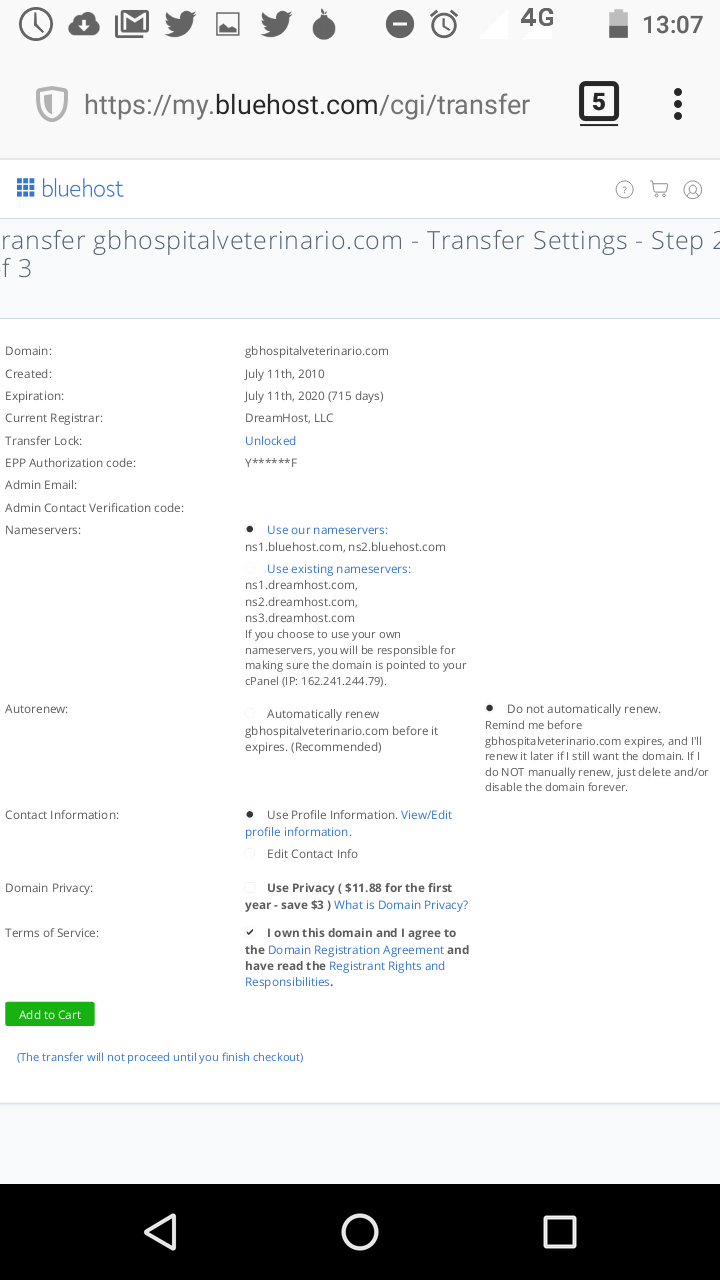 4G
13:07
https://my.bluehost.com/cgi/transfer
5
bluehost
?
ransfer gbhospitalveterinario.com - Transfer Settings - Step 2
f 3
Domain:
gbhospitalveterinario.com
Created:
July 11th, 2010
Expiration:
July 11th, 2020 (715 days)
Current Registrar:
DreamHost, LLC
Transfer Lock:
Unlocked
EPP Authorization code:
Y******F
Admin Email:
Admin Contact Verification code:
Nameservers:
Use our nameservers:
ns1.bluehost.com, ns2.bluehost.com
Use existing nameservers:
ns1.dreamhost.com,
ns2.dreamhost.com,
ns3.dreamhost.com
If you choose to use your own
nameservers, you will be responsible for
making sure the domain is pointed to your
cPanel (IP: 162.241.244.79).
Autorenew:
Automatically renew
gbhospitalveterinario.com before it
expires. (Recommended)
Do not automatically renew.
Remind me before
gbhospitalveterinario.com expires, and I'll
renew it later if I still want the domain. If I
do NOT manually renew, just delete and/or
disable the domain forever.
Contact Information:
Use Profile Information. View/Edit
profile information.
Edit Contact Info
Domain Privacy:
Use Privacy ( $11.88 for the first
year - save $3 ) What is Domain Privacy?
Terms of Service:
I own this domain and I agree to
the Domain Registration Agreement and
have read the Registrant Rights and
Responsibilities.
Add to Cart
(The transfer will not proceed until you finish checkout)